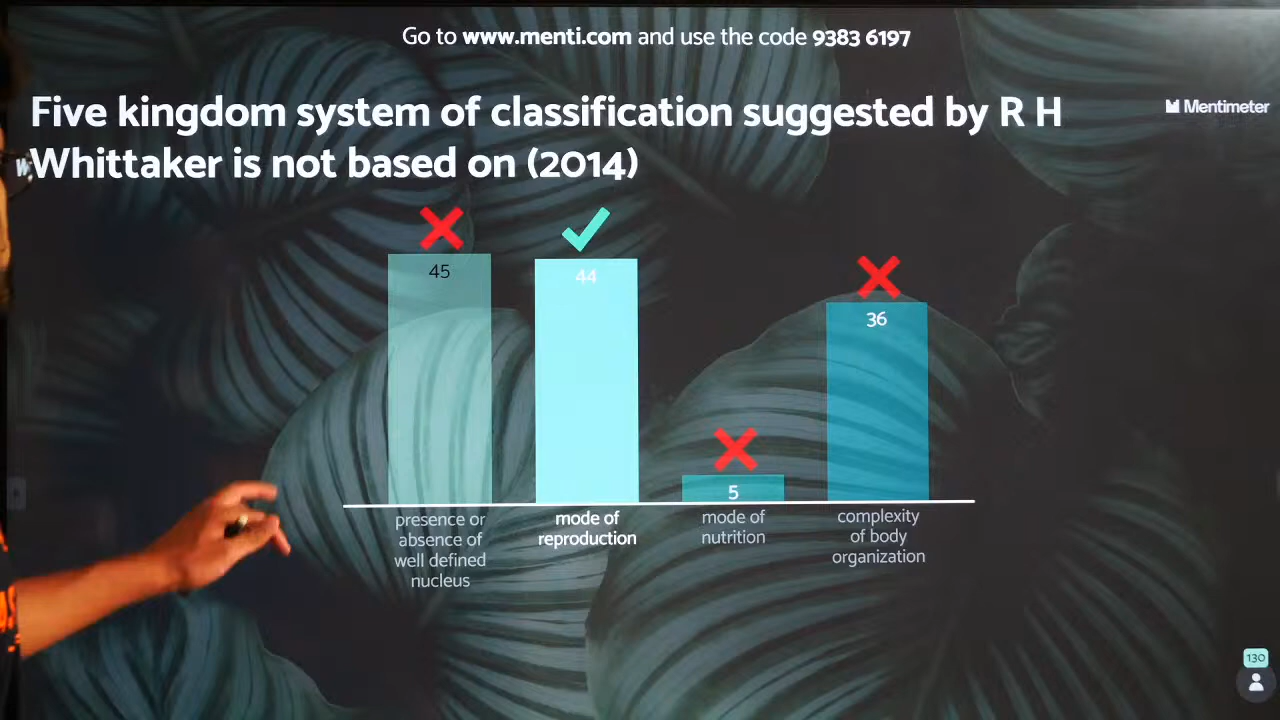 Go to www.menti.com and use the code 9383 6197
Mentimeter
Five kingdom system of classification suggested by R H
Whittaker is not based on (2014)
45
44
5
36
presence or
absence of
well defined
nucleus
mode of
reproduction
mode of
nutrition
complexity
of body
organization
130